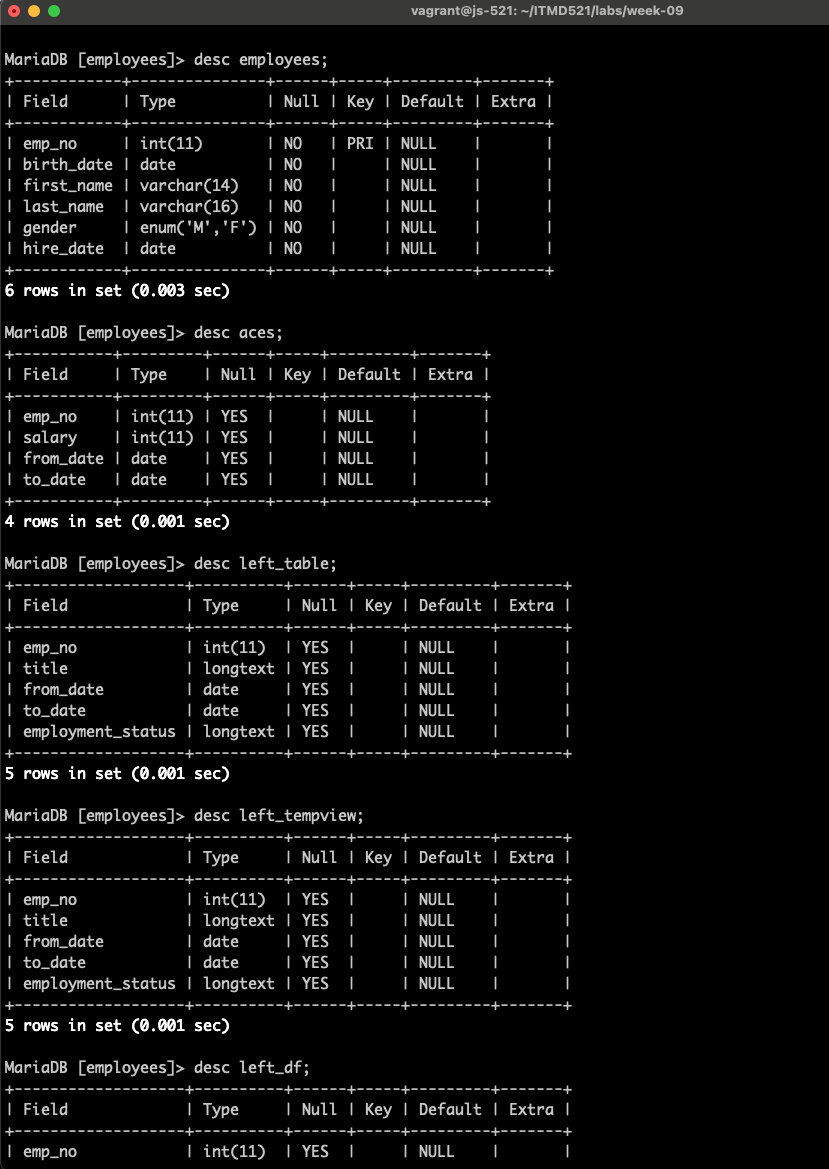 vagrant@js-521: ~/ITMD521/labs/week-09
MariaDB [employees]> desc employees;
+------------+---------------+------+-----+---------+-------+
| Field      | Type          | Null | Key | Default | Extra |
+------------+---------------+------+-----+---------+-------+
| emp_no     | int(11)       | NO   | PRI | NULL    |       |
| birth_date | date          | NO   |     | NULL    |       |
| first_name | varchar(14)   | NO   |     | NULL    |       |
| last_name  | varchar(16)   | NO   |     | NULL    |       |
| gender     | enum('M','F') | NO   |     | NULL    |       |
| hire_date  | date          | NO   |     | NULL    |       |
+------------+---------------+------+-----+---------+-------+
6 rows in set (0.003 sec)
MariaDB [employees]> desc aces;
+-----------+---------+------+-----+---------+-------+
| Field     | Type    | Null | Key | Default | Extra |
+-----------+---------+------+-----+---------+-------+
| emp_no    | int(11) | YES  |     | NULL    |       |
| salary    | int(11) | YES  |     | NULL    |       |
| from_date | date    | YES  |     | NULL    |       |
| to_date   | date    | YES  |     | NULL    |       |
+-----------+---------+------+-----+---------+-------+
4 rows in set (0.001 sec)
MariaDB [employees]> desc left_table;
+-------------------+----------+------+-----+---------+-------+
| Field             | Type     | Null | Key | Default | Extra |
+-------------------+----------+------+-----+---------+-------+
| emp_no            | int(11)  | YES  |     | NULL    |       |
| title             | longtext | YES  |     | NULL    |       |
| from_date         | date     | YES  |     | NULL    |       |
| to_date           | date     | YES  |     | NULL    |       |
| employment_status | longtext | YES  |     | NULL    |       |
+-------------------+----------+------+-----+---------+-------+
5 rows in set (0.001 sec)
MariaDB [employees]> desc left_tempview;
+-------------------+----------+------+-----+---------+-------+
| Field             | Type     | Null | Key | Default | Extra |
+-------------------+----------+------+-----+---------+-------+
| emp_no            | int(11)  | YES  |     | NULL    |       |
| title             | longtext | YES  |     | NULL    |       |
| from_date         | date     | YES  |     | NULL    |       |
| to_date           | date     | YES  |     | NULL    |       |
| employment_status | longtext | YES  |     | NULL    |       |
+-------------------+----------+------+-----+---------+-------+
5 rows in set (0.001 sec)
MariaDB [employees]> desc left_df;
+-------------------+----------+------+-----+---------+-------+
| Field             | Type     | Null | Key | Default | Extra |
+-------------------+----------+------+-----+---------+-------+
| emp_no            | int(11)  | YES  |     | NULL    |       |